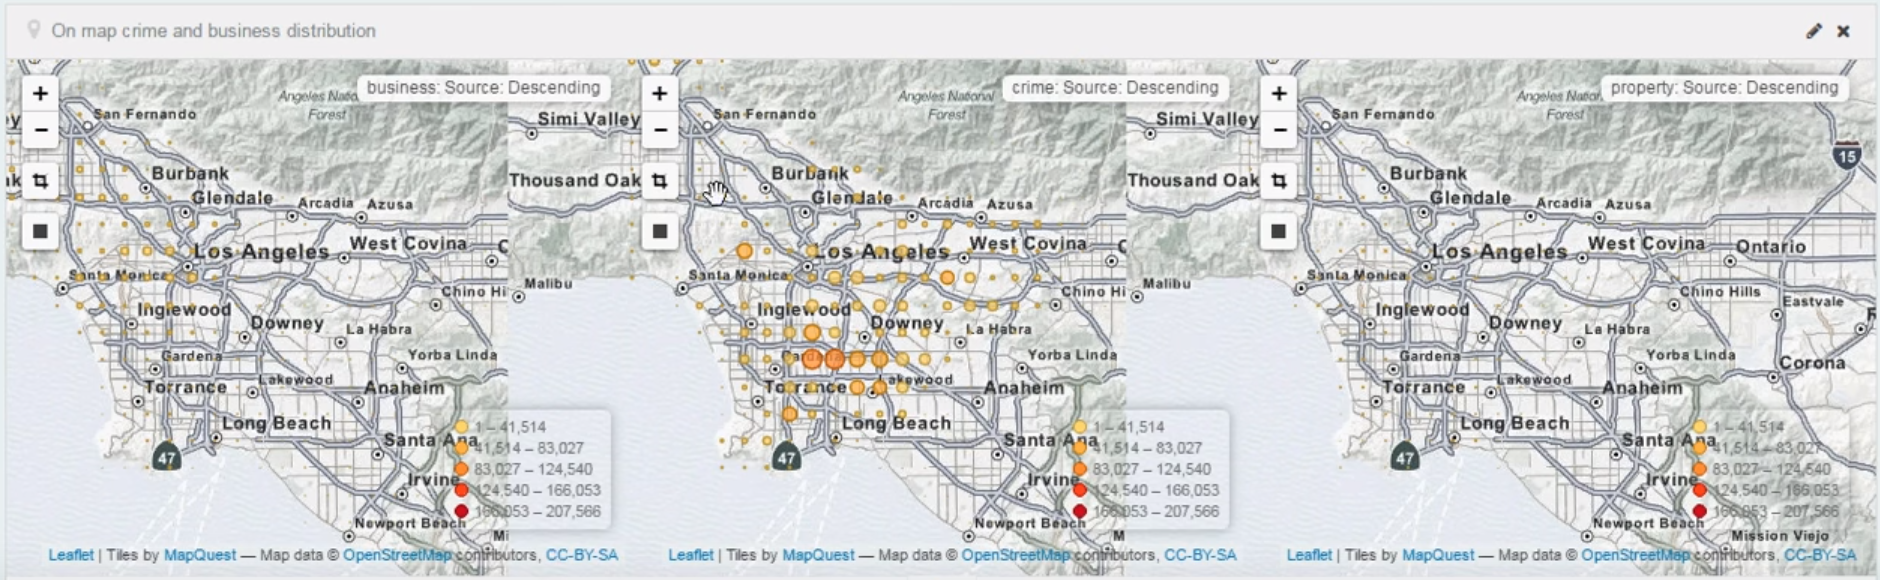 On map crime and business distribution
business: Source: Descending
San Fernando
Forest
Burbank
Glendale
Arcadia
Azusa
Los Angeles
West Covina
Santa Monica
Inglewood
Downey
La Habra
Gardena
Yorba Linda
Torrance
Lakewood
Anaheim
Long Beach
Santa Ana
47
Irvine
Newport Beach
1 – 41,514
41,514 – 83,027
83,027 – 124,540
124,540 – 166,053
166,053 – 207,566
Leaflet | Tiles by MapQuest — Map data © OpenStreetMap contributors, CC-BY-SA
crime: Source: Descending
Simi Valley
San Fernando
Angeles National
Forest
Thousand Oak
Burbank
Glendale
Arcadia
Azusa
Los Angeles
West Covina
Santa Monica
Malibu
Chino Hi
Inglewood
Downey
La Habra
Yorba Linda
Torrance
Lakewood
Anaheim
Long Beach
Santa Ana
47
Irvine
Newport Beach
1 – 41,514
41,514 – 83,027
83,027 – 124,540
124,540 – 166,053
166,053 – 207,566
Leaflet | Tiles by MapQuest — Map data © OpenStreetMap contributors, CC-BY-SA
property: Source: Descending
Simi Valley
San Fernando
Forest
15
Thousand Oak
Burbank
Glendale
Arcadia
Azusa
Los Angeles
West Covina
Ontario
Santa Monica
Malibu
Chino Hills
Eastvale
Inglewood
Downey
La Habra
Gardena
Yorba Linda
Corona
Torrance
Lakewood
Anaheim
Long Beach
Santa Ana
47
Irvine
Newport Beach
Mission Viejo
1 – 41,514
41,514 – 83,027
83,027 – 124,540
124,540 – 166,053
166,053 – 207,566
Leaflet | Tiles by MapQuest — Map data © OpenStreetMap contributors, CC-BY-SA